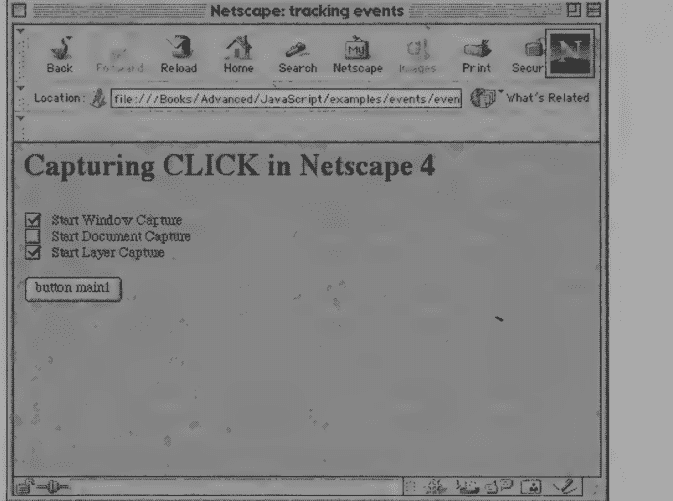 Netscape: tracking events
Back Forward Reload Home Search Netscape Images Print Secur
My
N
Location: file:///Books/Advanced/JavaScript/examples/events/even What's Related
Capturing CLICK in Netscape 4
Start Window Capture
Start Document Capture
Start Layer Capture
button main1